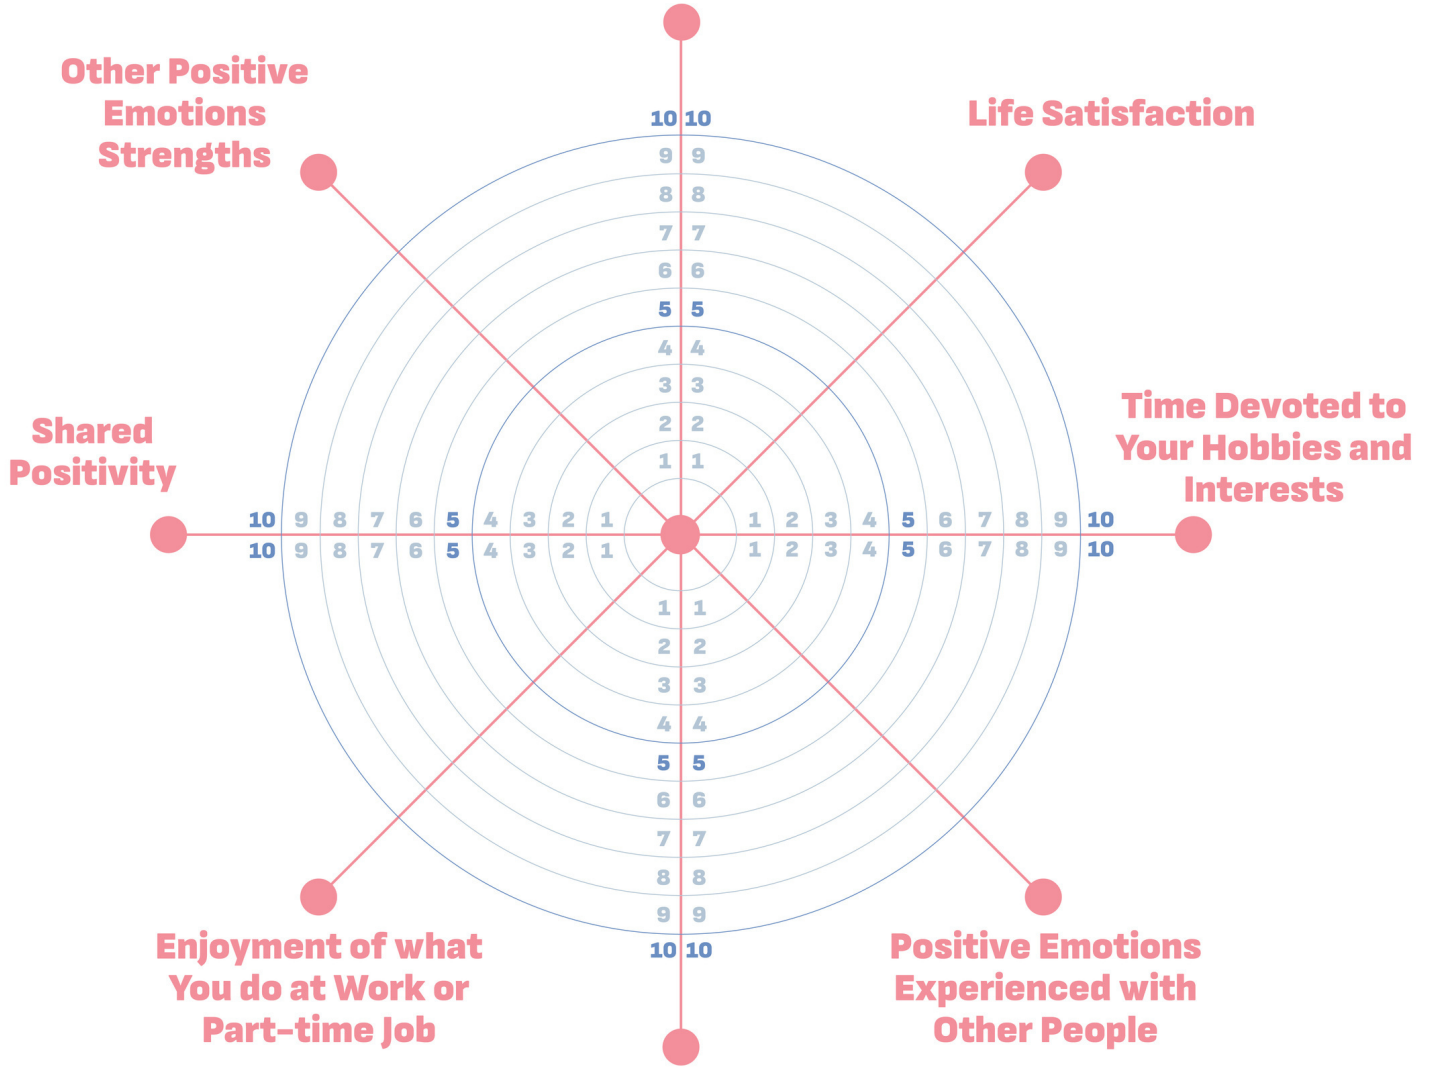 Other Positive
Emotions
Strengths
Life Satisfaction
10 10
9 9
8 8
7 7
6 6
5 5
4 4
3 3
2 2
1 1
Shared
Positivity
Time Devoted to
Your Hobbies and
Interests
10 9 8 7 6 5 4 3 2 1 1 2 3 4 5 6 7 8 9 10
10 9 8 7 6 5 4 3 2 1 1 2 3 4 5 6 7 8 9 10
1 1
2 2
3 3
4 4
5 5
6 6
7 7
8 8
9 9
10 10
Enjoyment of what
You do at Work or
Part-time Job
Positive Emotions
Experienced with
Other People